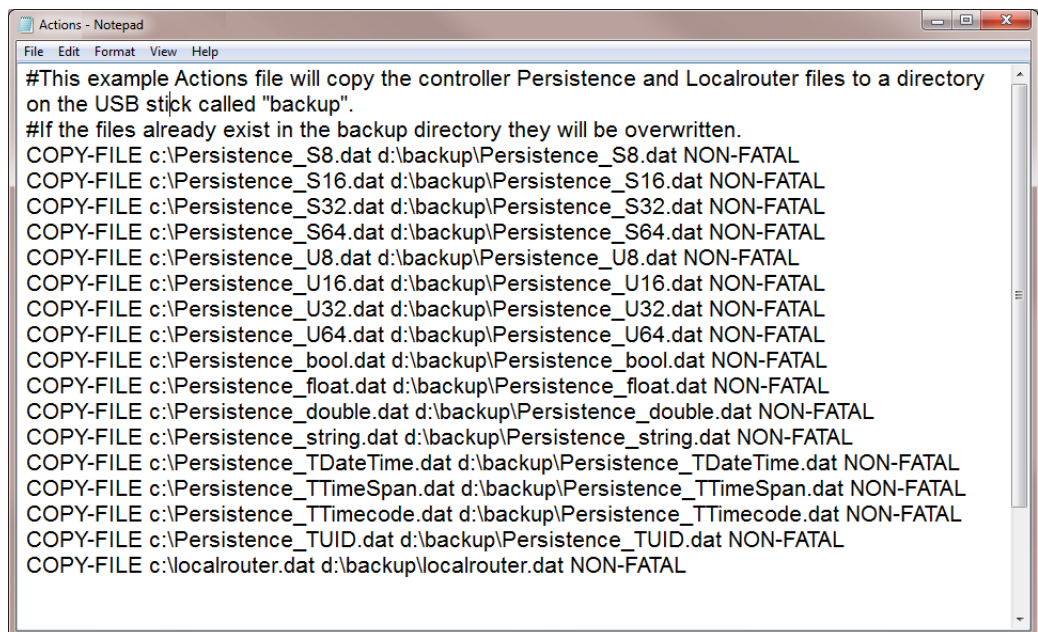 Actions - Notepad
File Edit Format View Help
#This example Actions file will copy the controller Persistence and Localrouter files to a directory
on the USB stick called "backup".
#If the files already exist in the backup directory they will be overwritten.
COPY-FILE c:\Persistence_S8.dat d:\backup\Persistence_S8.dat NON-FATAL
COPY-FILE c:\Persistence_S16.dat d:\backup\Persistence_S16.dat NON-FATAL
COPY-FILE c:\Persistence_S32.dat d:\backup\Persistence_S32.dat NON-FATAL
COPY-FILE c:\Persistence_S64.dat d:\backup\Persistence_S64.dat NON-FATAL
COPY-FILE c:\Persistence_U8.dat d:\backup\Persistence_U8.dat NON-FATAL
COPY-FILE c:\Persistence_U16.dat d:\backup\Persistence_U16.dat NON-FATAL
COPY-FILE c:\Persistence_U32.dat d:\backup\Persistence_U32.dat NON-FATAL
COPY-FILE c:\Persistence_U64.dat d:\backup\Persistence_U64.dat NON-FATAL
COPY-FILE c:\Persistence_bool.dat d:\backup\Persistence_bool.dat NON-FATAL
COPY-FILE c:\Persistence_float.dat d:\backup\Persistence_float.dat NON-FATAL
COPY-FILE c:\Persistence_double.dat d:\backup\Persistence_double.dat NON-FATAL
COPY-FILE c:\Persistence_string.dat d:\backup\Persistence_string.dat NON-FATAL
COPY-FILE c:\Persistence_TDateTime.dat d:\backup\Persistence_TDateTime.dat NON-FATAL
COPY-FILE c:\Persistence_TTimeSpan.dat d:\backup\Persistence_TTimeSpan.dat NON-FATAL
COPY-FILE c:\Persistence_TTimecode.dat d:\backup\Persistence_TTimecode.dat NON-FATAL
COPY-FILE c:\Persistence_TUID.dat d:\backup\Persistence_TUID.dat NON-FATAL
COPY-FILE c:\localrouter.dat d:\backup\localrouter.dat NON-FATAL